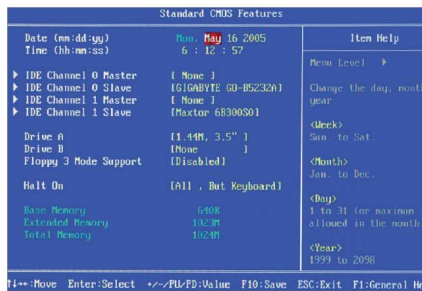 Standard CMOS Features
Date (mm:dd:yy) Mon, May 16 2005
Time (hh:mm:ss) 6 : 12 : 57
IDE Channel 0 Master [ None ]
IDE Channel 0 Slave [GIGABYTE GO-B5232A]
IDE Channel 1 Master [ None ]
IDE Channel 1 Slave [Maxtor 6B300S0]
Drive A [1.44M, 3.5" ]
Drive B [None ]
Floppy 3 Mode Support [Disabled]
Halt On [All , But Keyboard]
Base Memory 640K
Extended Memory 1023M
Total Memory 1024M
Item Help
Menu Level
Change the day, mont
year
<Week>
Sun. to Sat.
<Month>
Jan. to Dec.
<Day>
1 to 31 (or maximum
allowed in the month
<Year>
1999 to 2098
↑↓→←:Move Enter:Select +/-/PU/PD:Value F10:Save ESC:Exit F1:General He